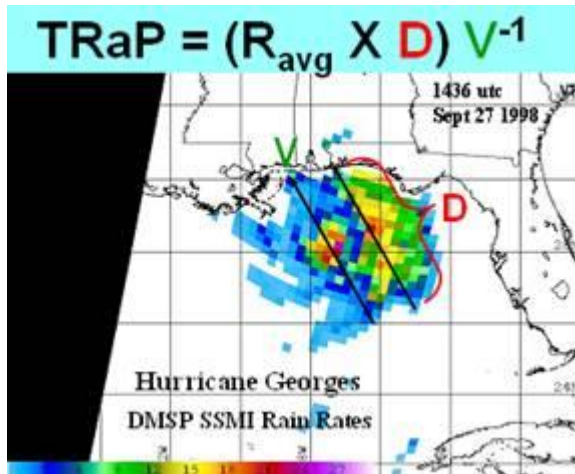 TRaP = (Ravg X D) V-1
1436 utc
Sept 27 1998
V
D
Hurricane Georges
DMSP SSMI Rain Rates